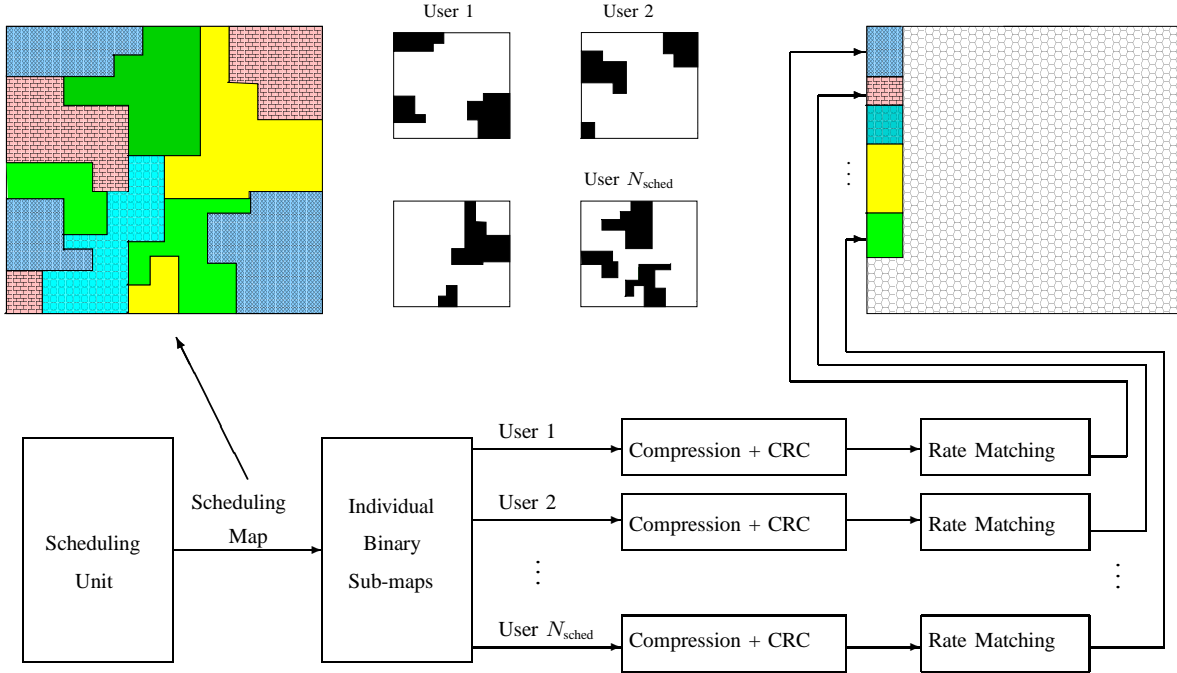 User 1
User 2
User N_sched
⋮
User 1
Compression + CRC
Rate Matching
Scheduling
Map
Individual
Binary
Sub-maps
User 2
Compression + CRC
Rate Matching
Scheduling
Unit
⋮
⋮
User N_sched
Compression + CRC
Rate Matching